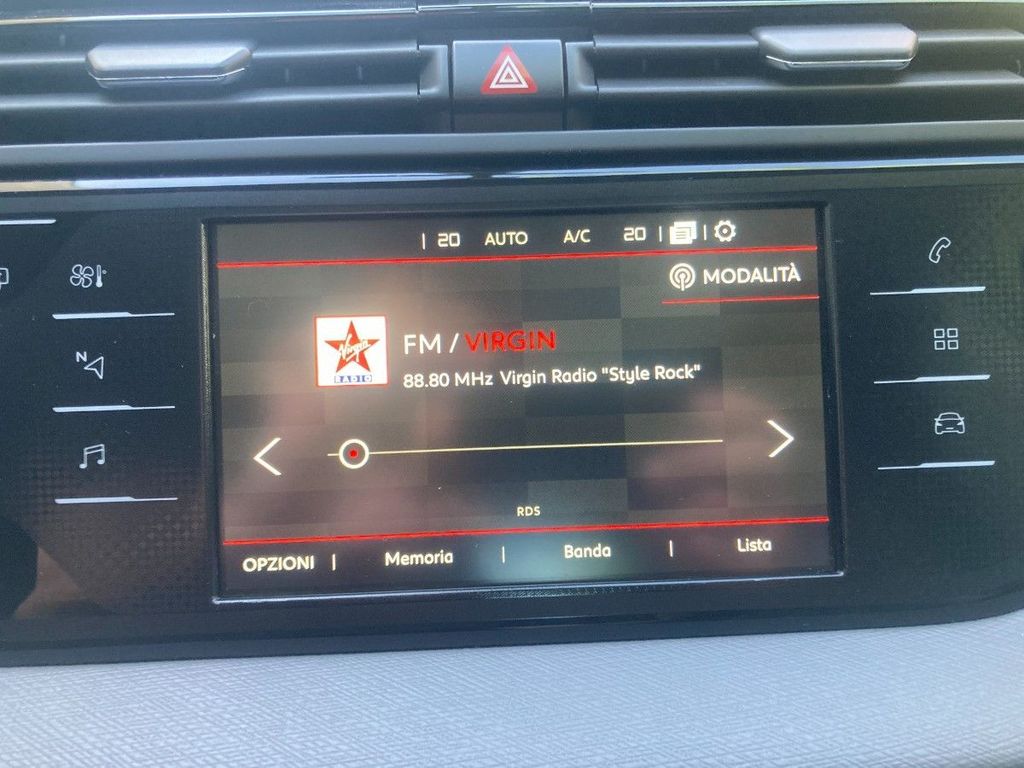 20 AUTO A/C 20
MODALITÀ
Virgin
RADIO
FM / VIRGIN
88.80 MHz Virgin Radio "Style Rock"
N
RDS
OPZIONI | Memoria | Banda | Lista